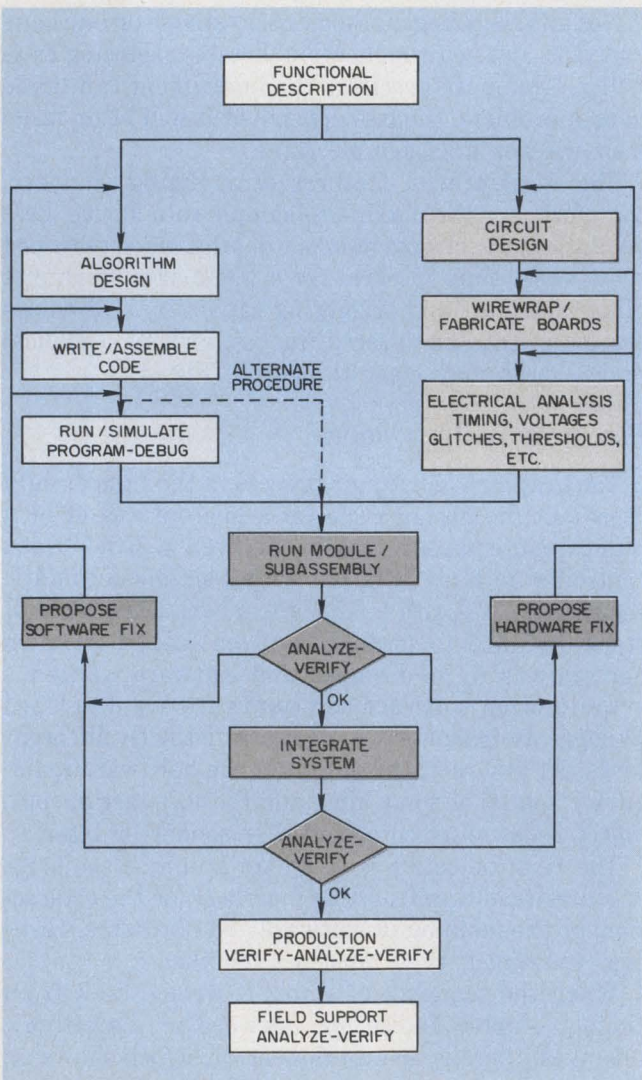 FUNCTIONAL
DESCRIPTION
ALGORITHM
DESIGN
WRITE/ASSEMBLE
CODE
ALTERNATE
PROCEDURE
RUN/SIMULATE
PROGRAM-DEBUG
CIRCUIT
DESIGN
WIREWRAP/
FABRICATE BOARDS
ELECTRICAL ANALYSIS
TIMING, VOLTAGES
GLITCHES, THRESHOLDS,
ETC.
RUN MODULE/
SUBASSEMBLY
PROPOSE
SOFTWARE FIX
PROPOSE
HARDWARE FIX
ANALYZE-
VERIFY
OK
INTEGRATE
SYSTEM
ANALYZE-
VERIFY
OK
PRODUCTION
VERIFY-ANALYZE-VERIFY
FIELD SUPPORT
ANALYZE-VERIFY